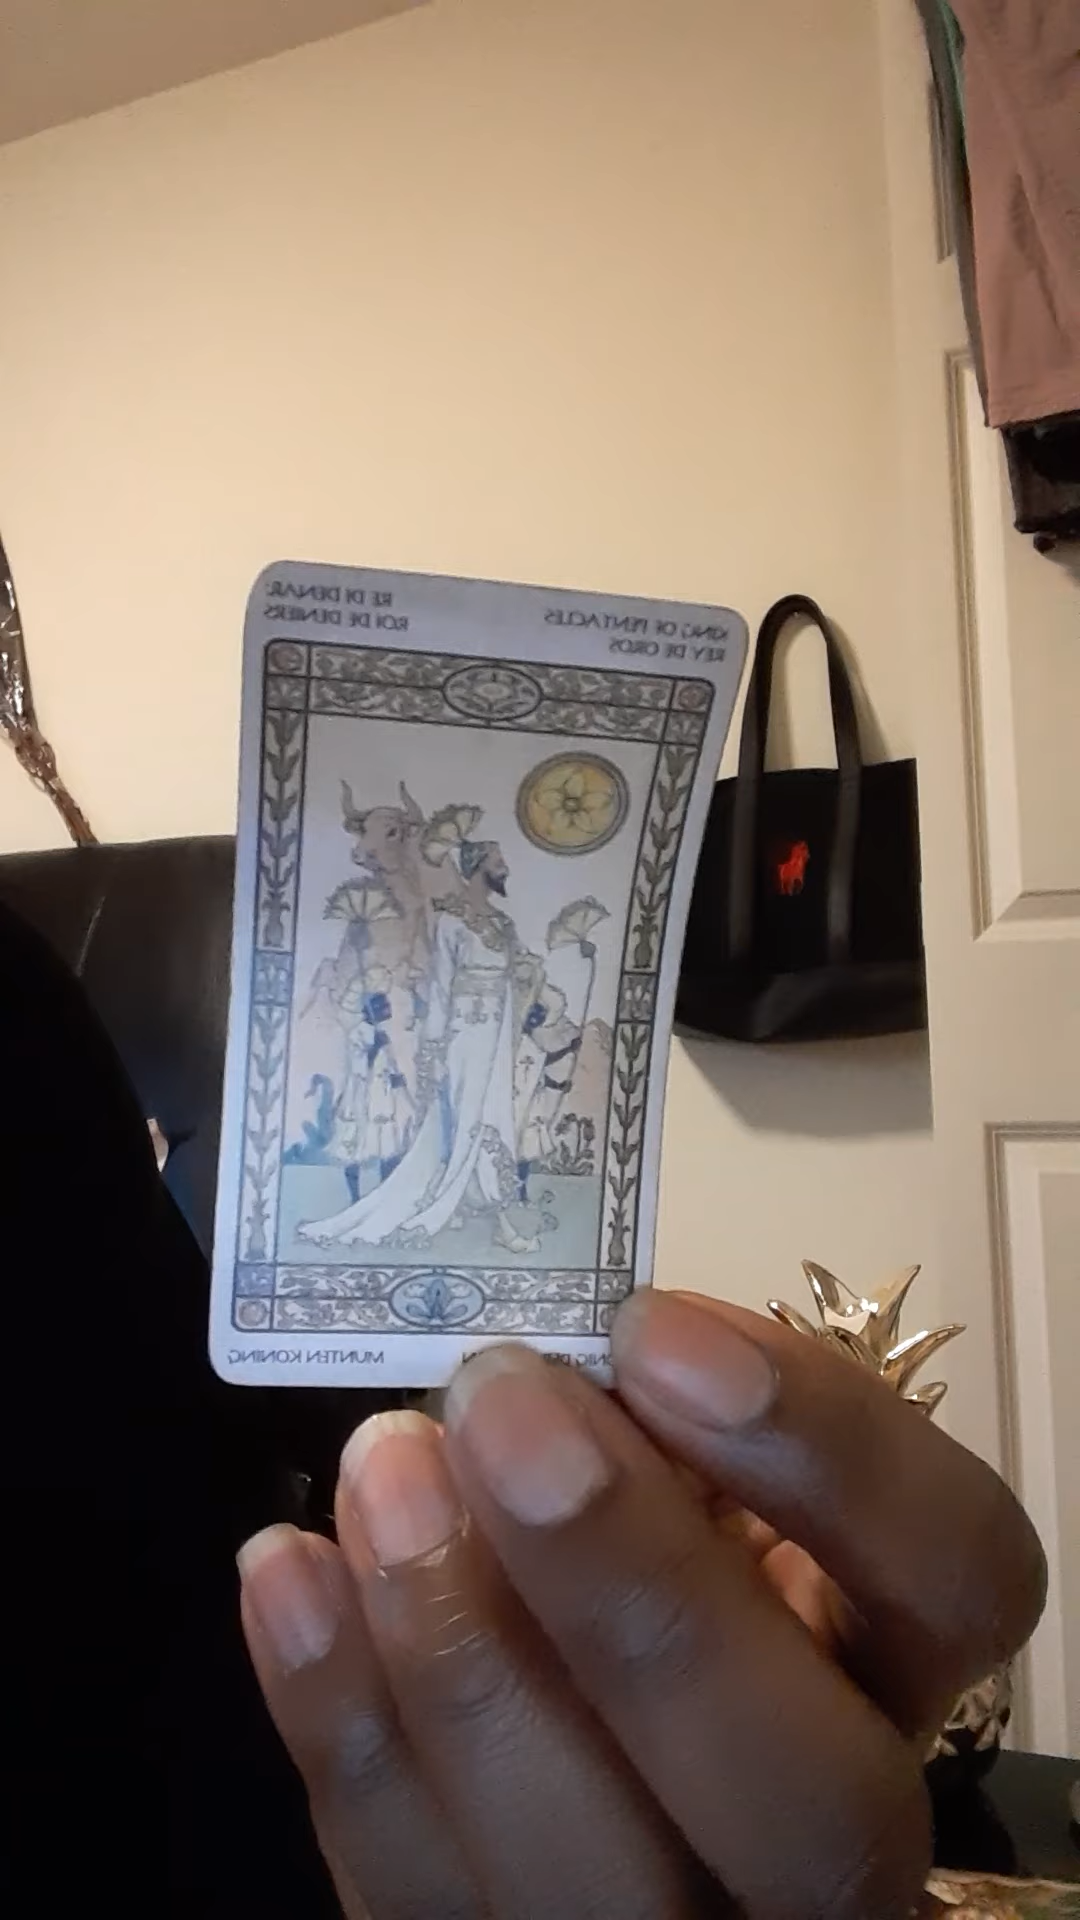 KING OF PENTACLES
REY DE OROS
RE DI DENARI
ROI DE DENIERS
MUNTEN KONING